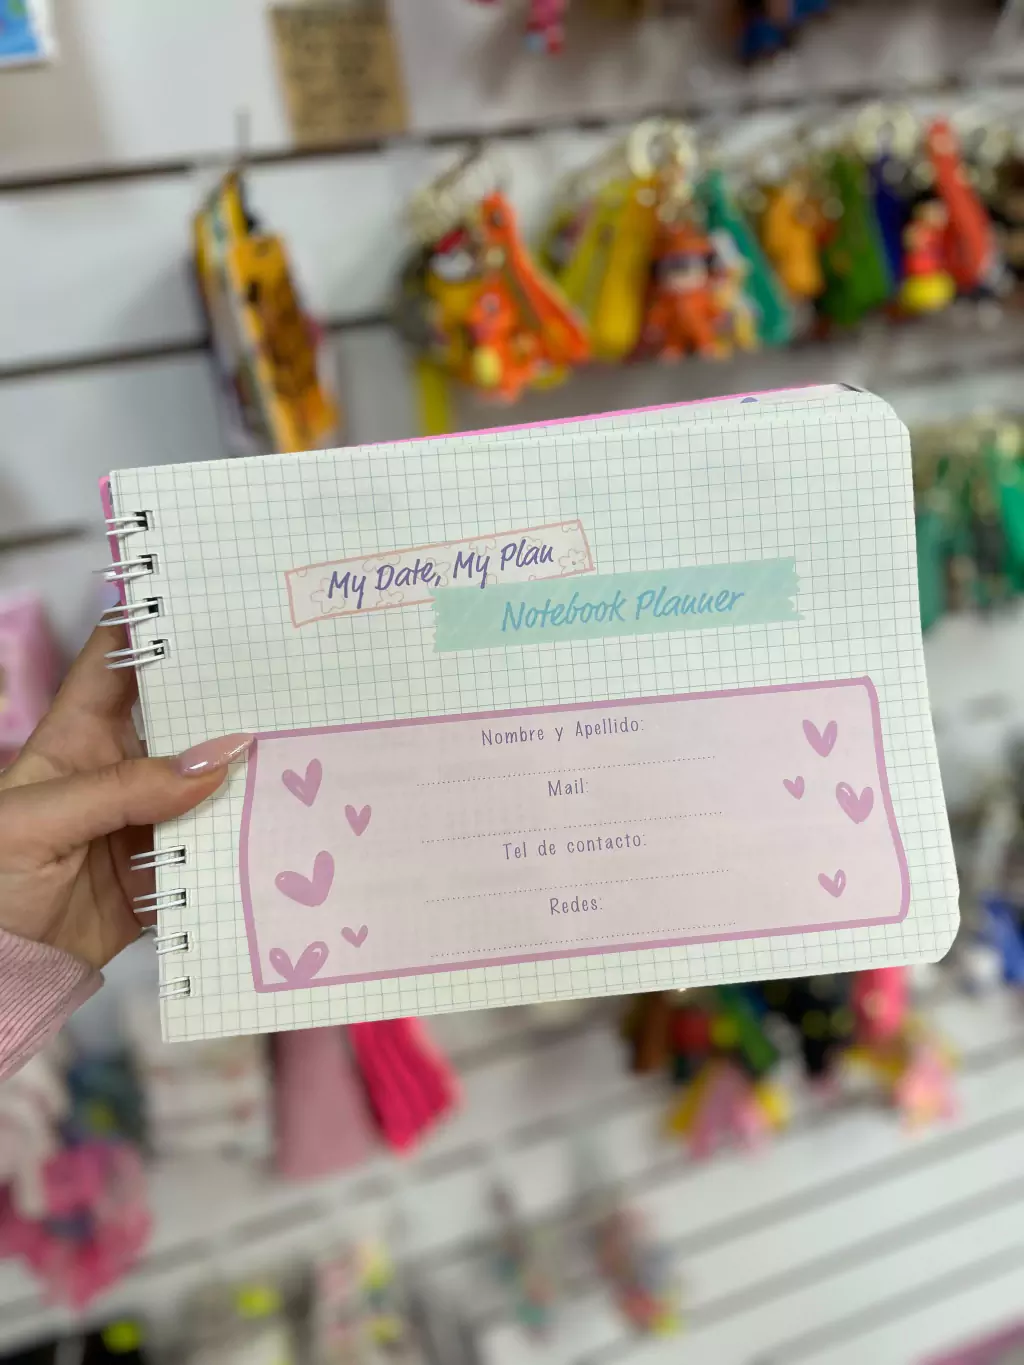 My Date, My Plan
Notebook Planner
Nombre y Apellido:
Mail:
Tel de contacto:
Redes: